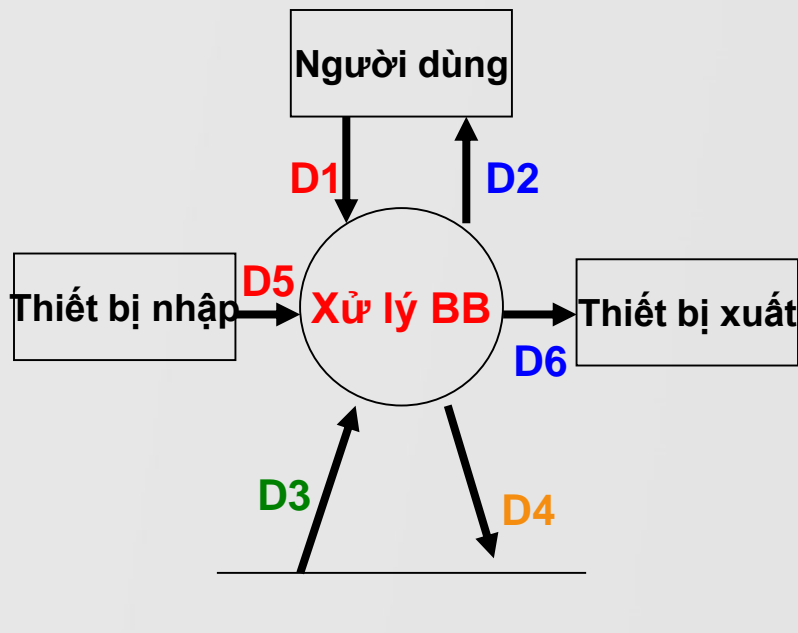 Người dùng
D1
D2
Thiết bị nhập
D5
Xử lý BB
Thiết bị xuất
D6
D3
D4